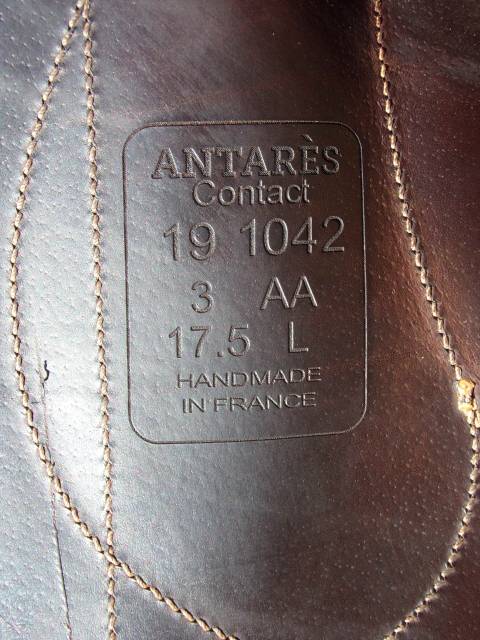 ANTARÈS
Contact
19 1042
3 AA
17.5 L
HANDMADE
IN FRANCE